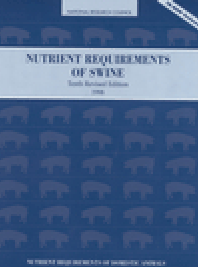 NATIONAL RESEARCH COUNCIL
NUTRIENT REQUIREMENTS
OF SWINE
Tenth Revised Edition
1998
NUTRIENT REQUIREMENTS OF DOMESTIC ANIMALS